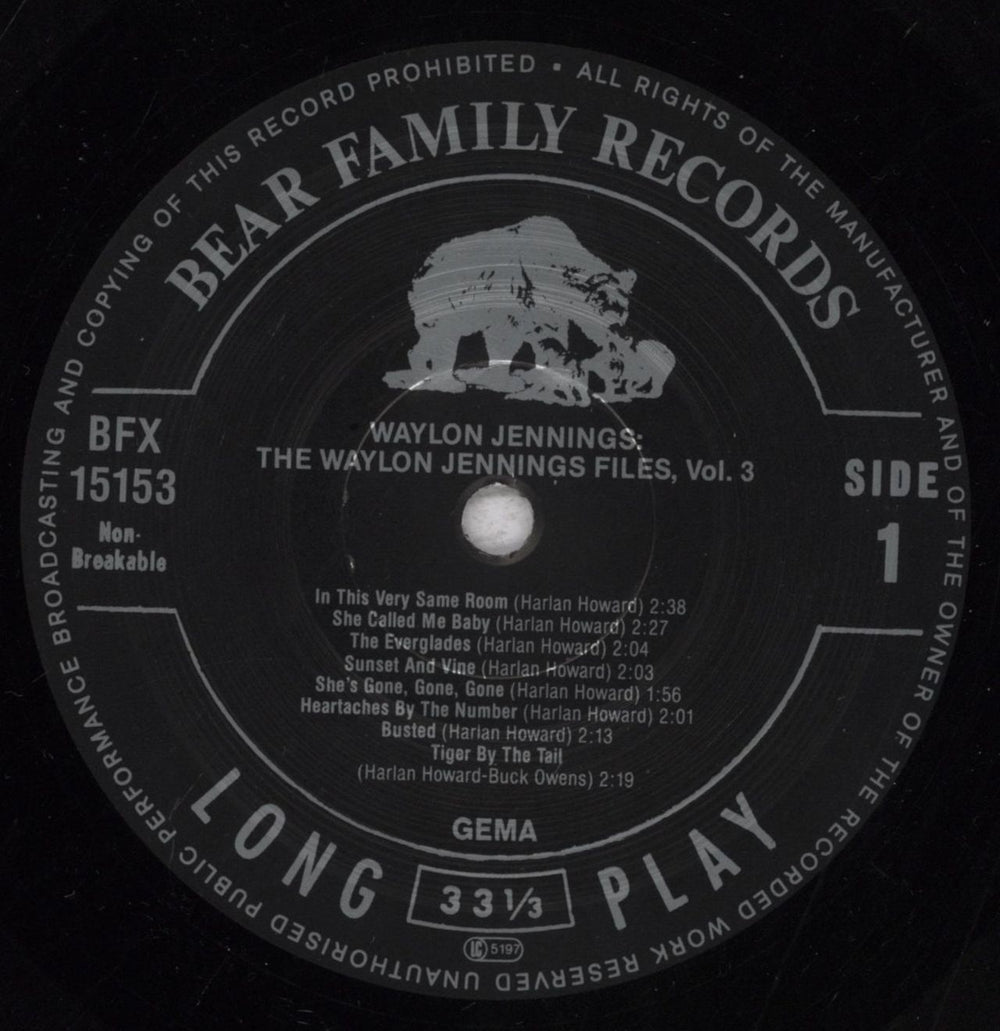 UNAUTHORISED PUBLIC PERFORMANCE BROADCASTING AND COPYING OF THIS RECORD PROHIBITED • ALL RIGHTS OF THE MANUFACTURER AND OF THE OWNER OF THE RECORDED WORK RESERVED
BEAR FAMILY RECORDS
WAYLON JENNINGS:
THE WAYLON JENNINGS FILES, Vol. 3
BFX
15153
Non-
Breakable
SIDE
1
In This Very Same Room (Harlan Howard) 2:38
She Called Me Baby (Harlan Howard) 2:27
The Everglades (Harlan Howard) 2:04
Sunset And Vine (Harlan Howard) 2:03
She's Gone, Gone, Gone (Harlan Howard) 1:56
Heartaches By The Number (Harlan Howard) 2:01
Busted (Harlan Howard) 2:13
Tiger By The Tail
(Harlan Howard-Buck Owens) 2:19
GEMA
LONG PLAY
33 1/3
LC 5197